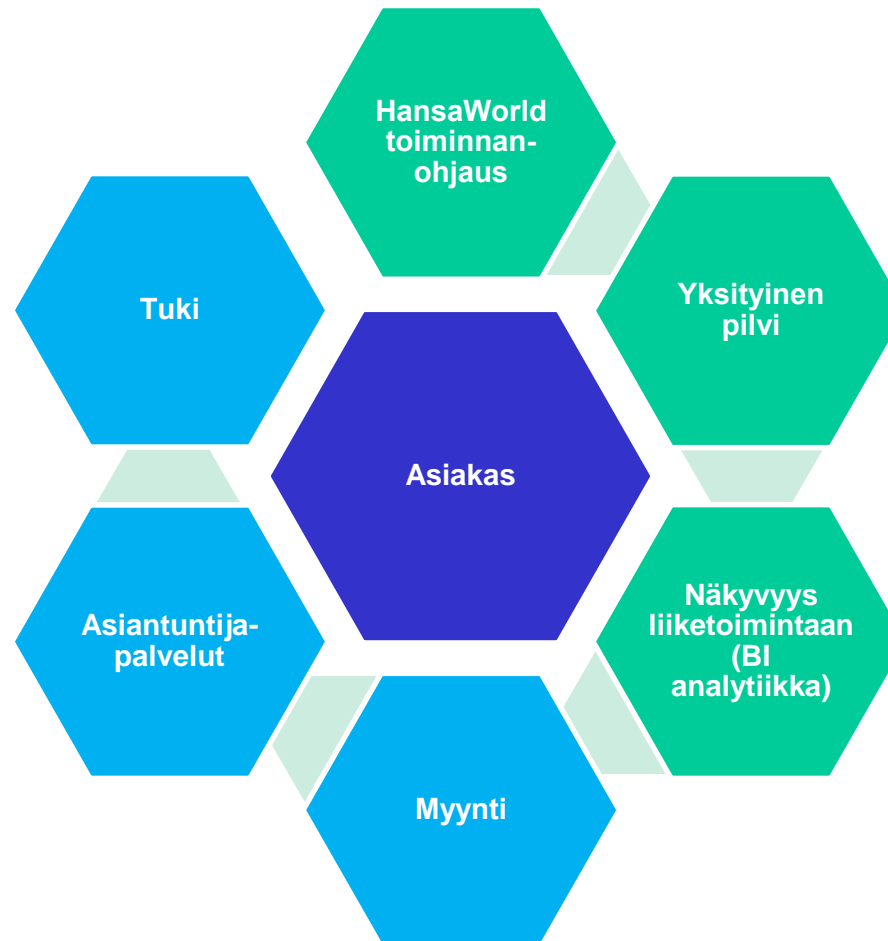 HansaWorld
toiminnan-
ohjaus
Yksityinen
pilvi
Näkyvyys
liiketoimintaan
(BI
analytiikka)
Myynti
Asiantuntija-
palvelut
Tuki
Asiakas